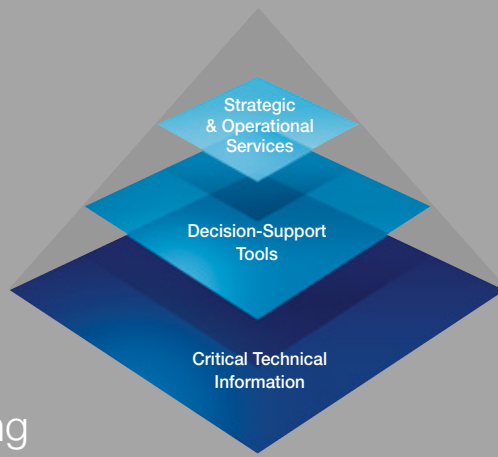 Strategic
& Operational
Services
Decision-Support
Tools
Critical Technical
Information